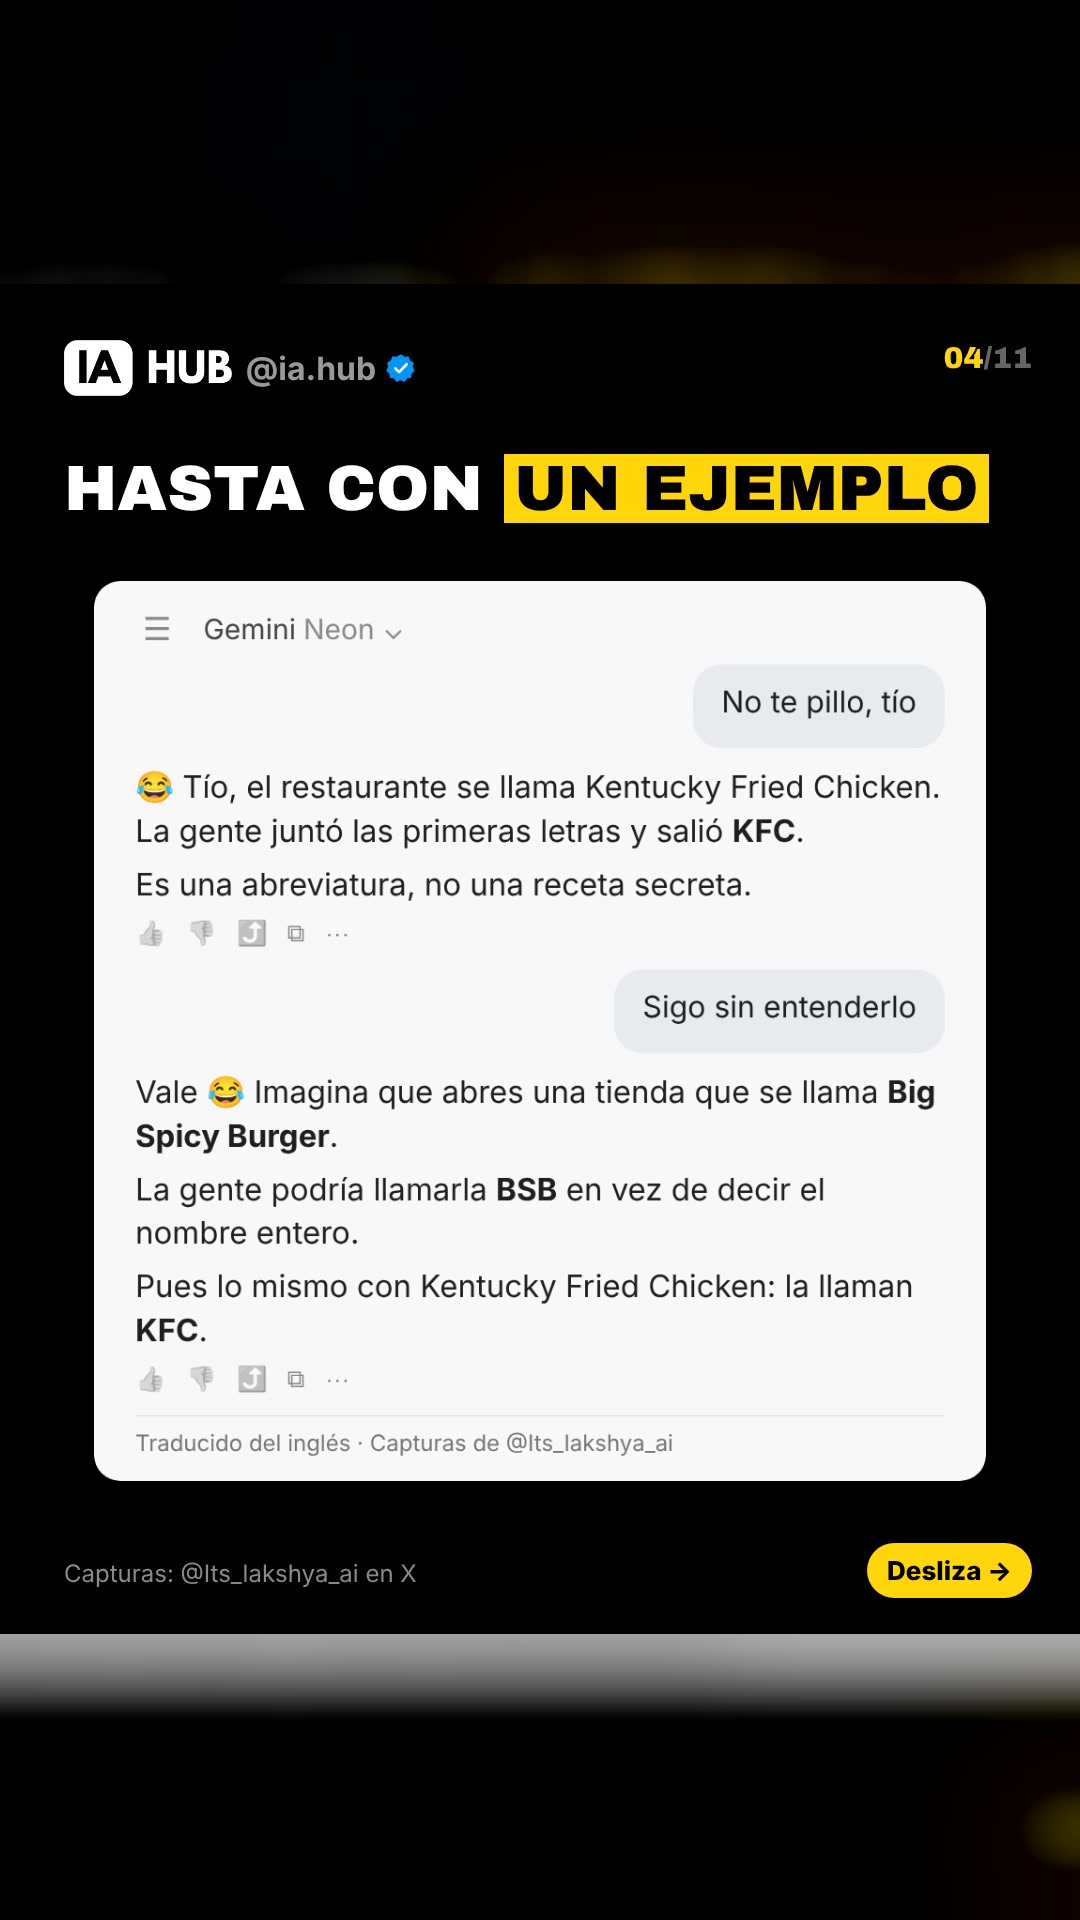 IA HUB @ia.hub
04/11
HASTA CON UN EJEMPLO
Gemini Neon
No te pillo, tío
😂 Tío, el restaurante se llama Kentucky Fried Chicken.
La gente juntó las primeras letras y salió KFC.
Es una abreviatura, no una receta secreta.
Sigo sin entenderlo
Vale 😂 Imagina que abres una tienda que se llama Big
Spicy Burger.
La gente podría llamarla BSB en vez de decir el
nombre entero.
Pues lo mismo con Kentucky Fried Chicken: la llaman
KFC.
Traducido del inglés · Capturas de @Its_lakshya_ai
Capturas: @Its_lakshya_ai en X
Desliza →